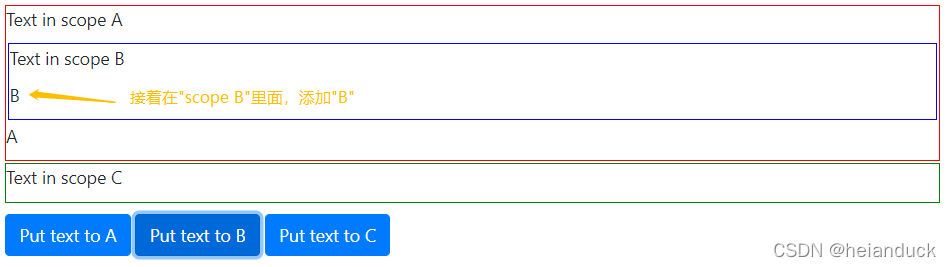 Text in scope A
Text in scope B
B 接着在"scope B"里面，添加"B"
A
Text in scope C
Put text to A Put text to B Put text to C
CSDN @heianduck